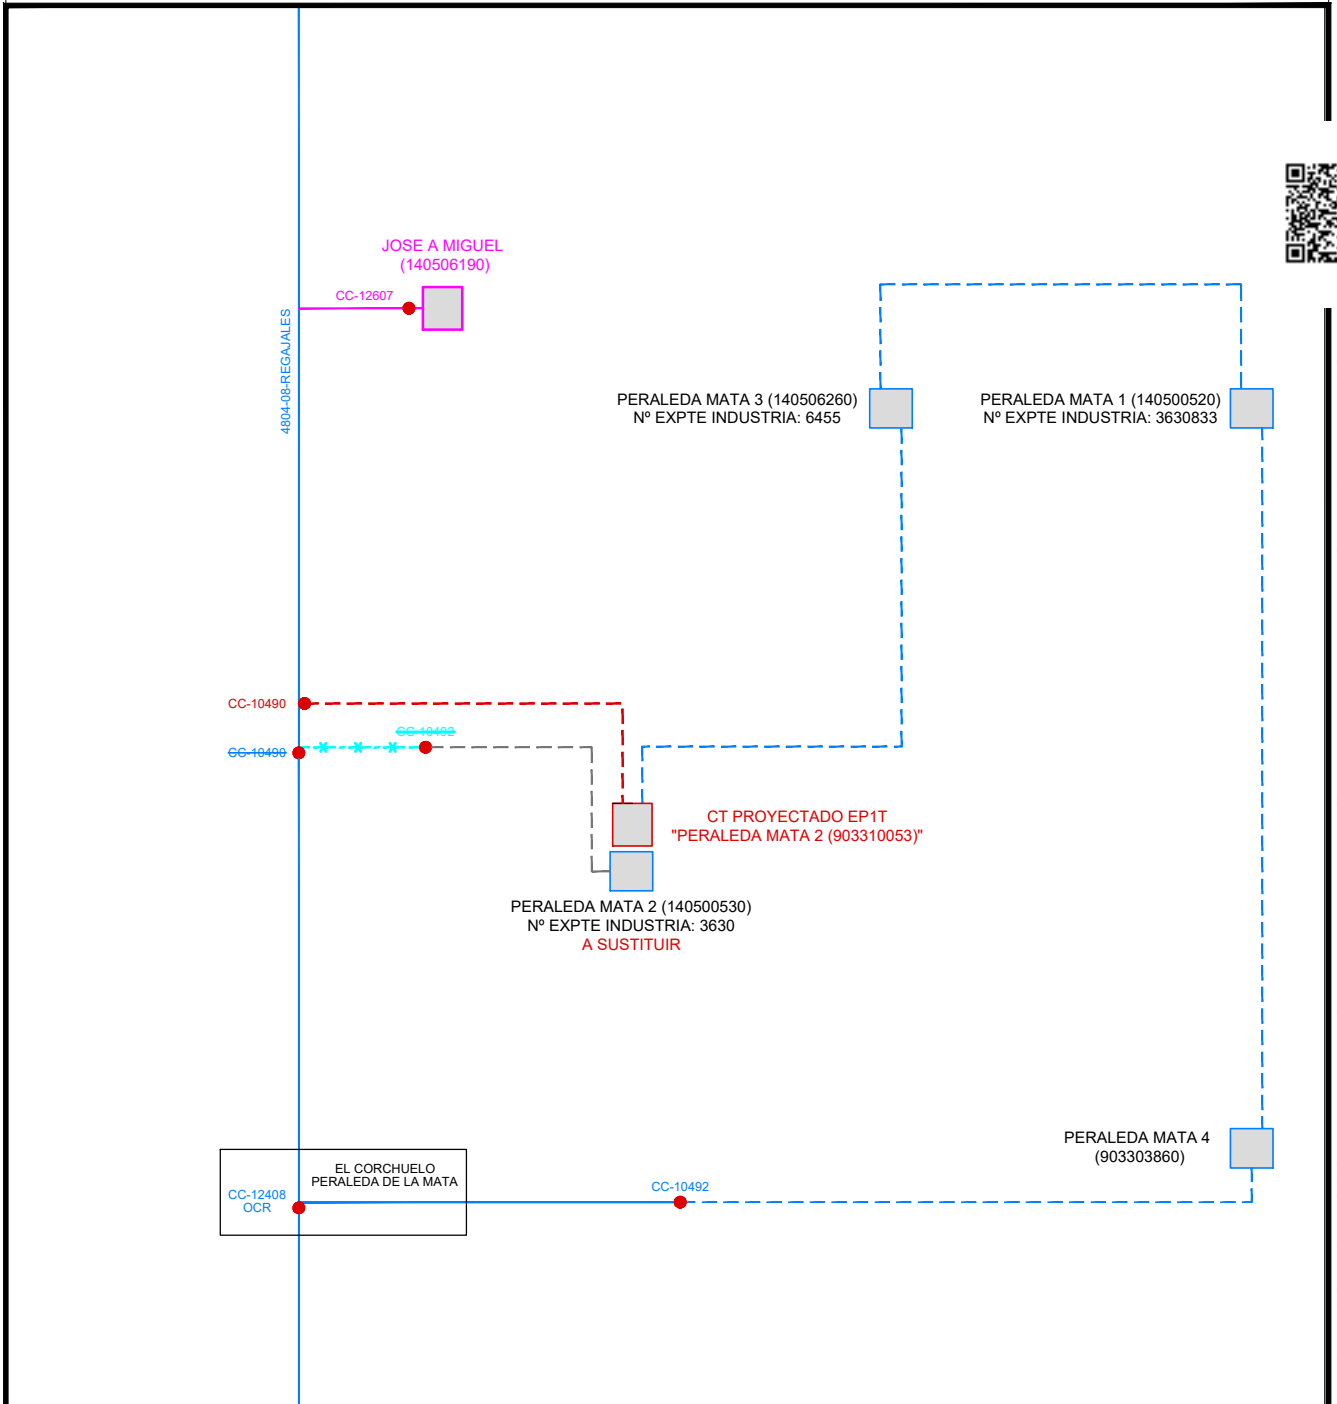 JOSE A MIGUEL
(140506190)
CC-12607
4804-08-REGAJALES
PERALEDA MATA 3 (140506260)
Nº EXPTE INDUSTRIA: 6455
PERALEDA MATA 1 (140500520)
Nº EXPTE INDUSTRIA: 3630833
CC-10490
CC-10492
CC-10490
CT PROYECTADO EP1T
"PERALEDA MATA 2 (903310053)"
PERALEDA MATA 2 (140500530)
Nº EXPTE INDUSTRIA: 3630
A SUSTITUIR
PERALEDA MATA 4
(903303860)
EL CORCHUELO
PERALEDA DE LA MATA
CC-12408
OCR
CC-10492